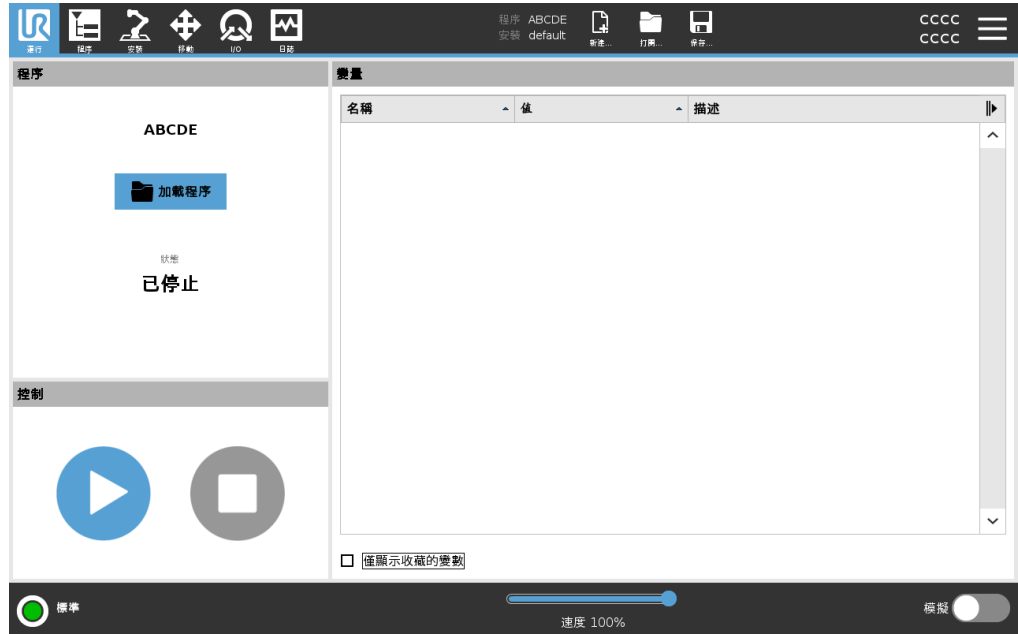 運行
程序
安裝
移動
I/O
日誌
程序 ABCDE
安裝 default
新建...
打開...
保存...
CCCC
CCCC
程序
ABCDE
加載程序
狀態
已停止
控制
變量
名稱
值
描述
僅顯示收藏的變數
標準
速度 100%
模擬